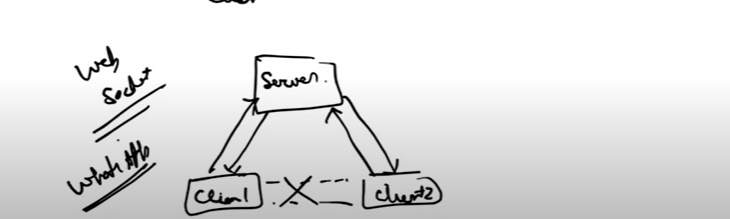 Web
Socket
Server.
WhatsApp
Client
Client2